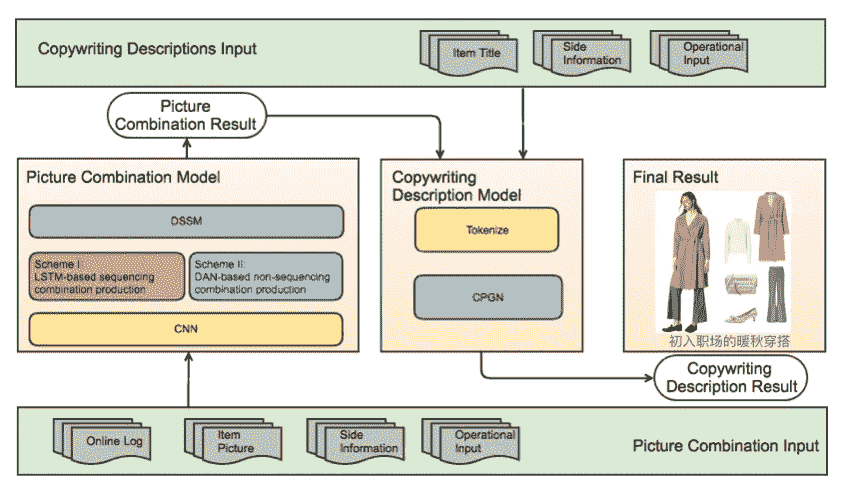 Copywriting Descriptions Input
Item Title
Side
Information
Operational
Input
Picture
Combination Result
Picture Combination Model
DSSM
Scheme I:
LSTM-based sequencing
combination production
Scheme II:
DAN-based non-sequencing
combination production
CNN
Copywriting
Description Model
Tokenize
CPGN
Final Result
初入职场的暖秋穿搭
Copywriting
Description Result
Online Log
Item
Picture
Side
Information
Operational
Input
Picture Combination Input